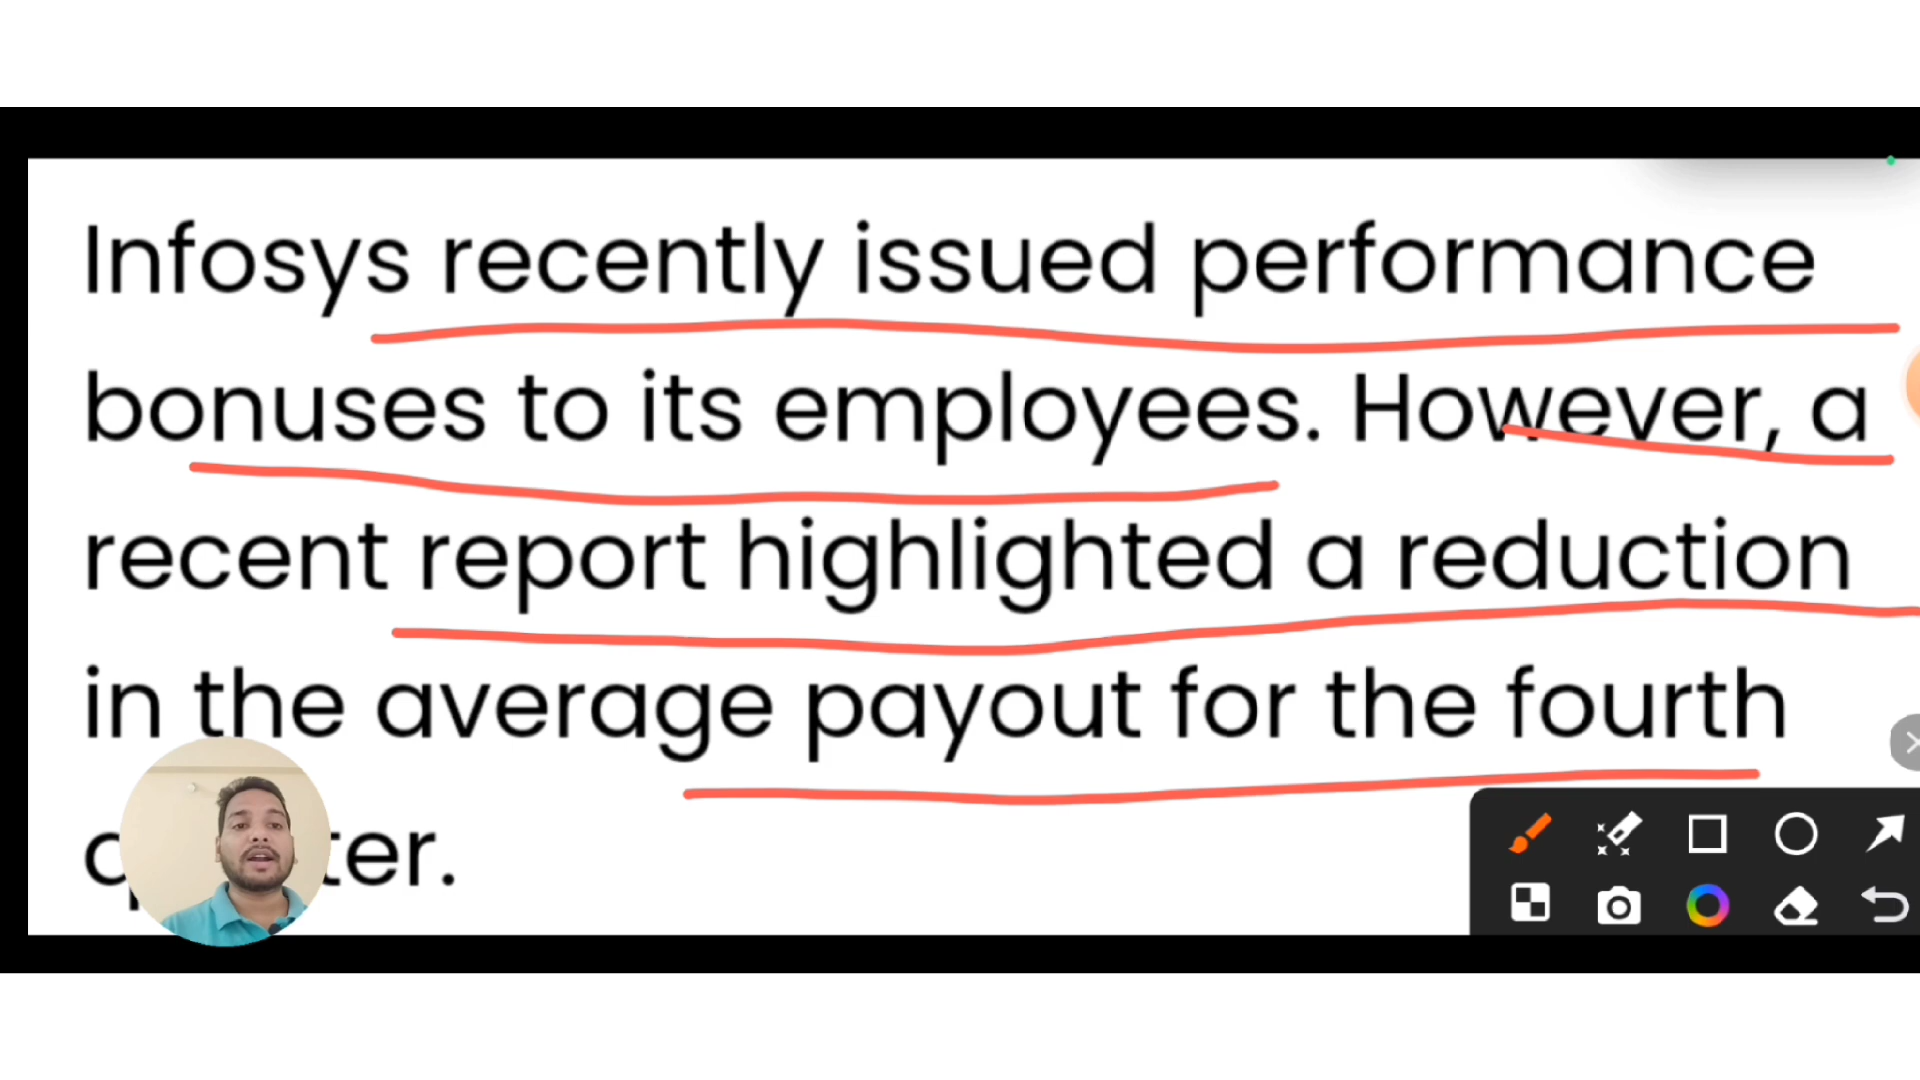 Infosys recently issued performance
bonuses to its employees. However, a
recent report highlighted a reduction
in the average payout for the fourth